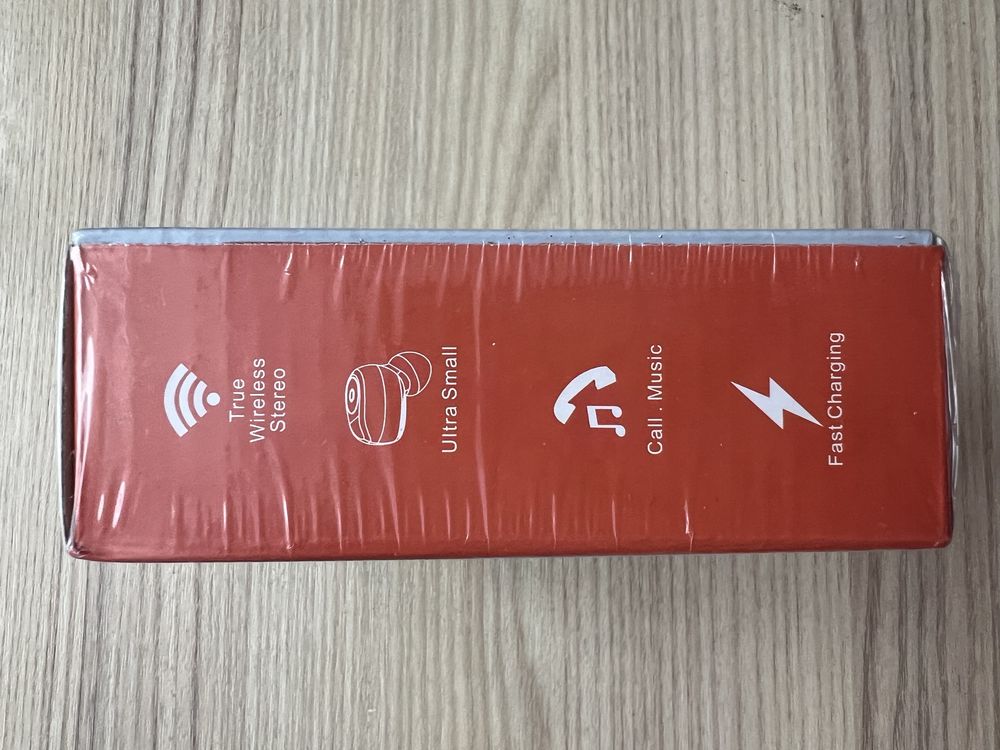 True
Wireless
Stereo
Ultra Small
Call . Music
Fast Charging